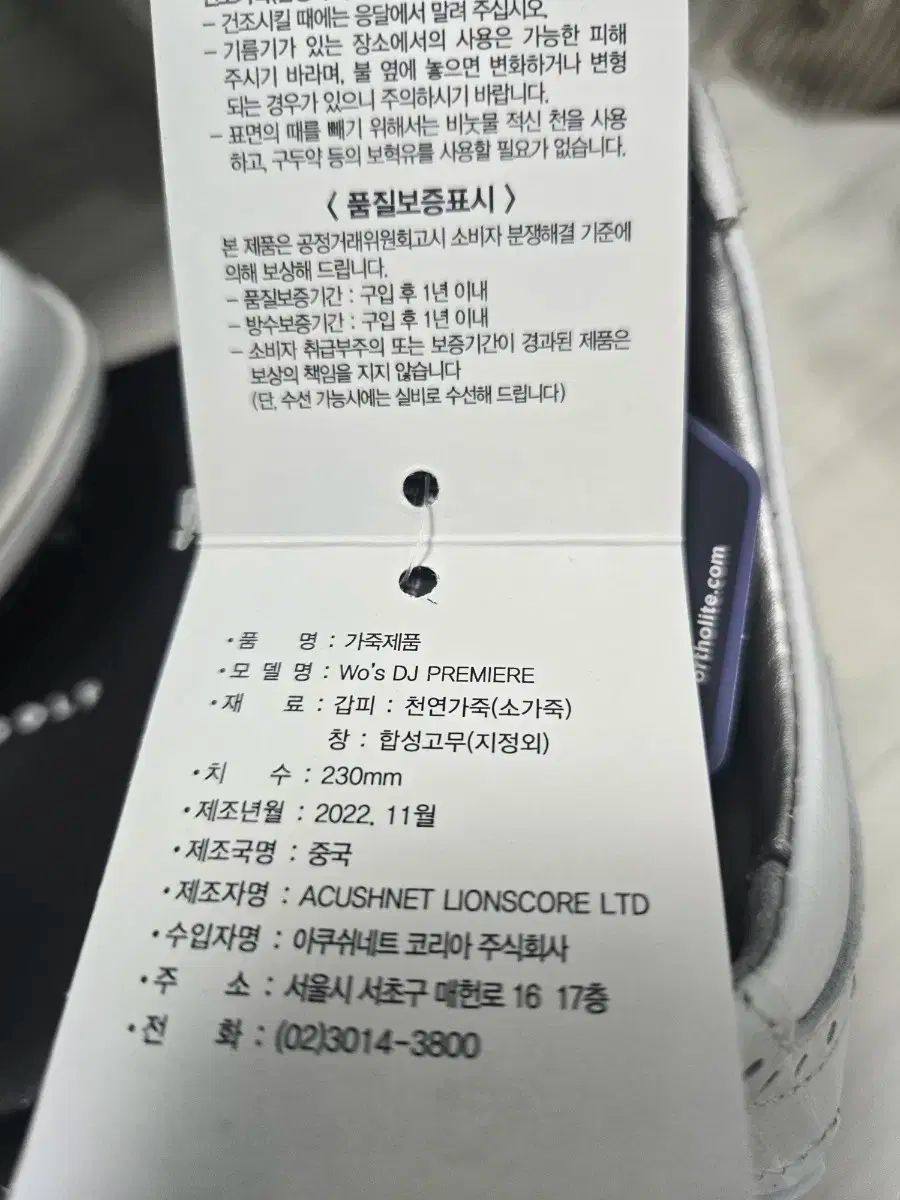 – 건조시킬 때에는 응달에서 말려 주십시오.
– 기름기가 있는 장소에서의 사용은 가능한 피해
주시기 바라며, 불 옆에 놓으면 변화하거나 변형
되는 경우가 있으니 주의하시기 바랍니다.
– 표면의 때를 빼기 위해서는 비눗물 적신 천을 사용
하고, 구두약 등의 보혁유를 사용할 필요가 없습니다.
〈 품질보증표시 〉
본 제품은 공정거래위원회고시 소비자 분쟁해결 기준에
의해 보상해 드립니다.
– 품질보증기간 : 구입 후 1년 이내
– 방수보증기간 : 구입 후 1년 이내
– 소비자 취급부주의 또는 보증기간이 경과된 제품은
보상의 책임을 지지 않습니다
(단, 수선 가능시에는 실비로 수선해 드립니다)
ortholite.com
•품 명 : 가죽제품
•모 델 명 : Wo's DJ PREMIERE
•재 료 : 갑피 : 천연가죽(소가죽)
창 : 합성고무(지정외)
•치 수 : 230mm
•제조년월 : 2022. 11월
•제조국명 : 중국
•제조자명 : ACUSHNET LIONSCORE LTD
•수입자명 : 아쿠쉬네트 코리아 주식회사
•주 소 : 서울시 서초구 매헌로 16 17층
•전 화 : (02)3014-3800